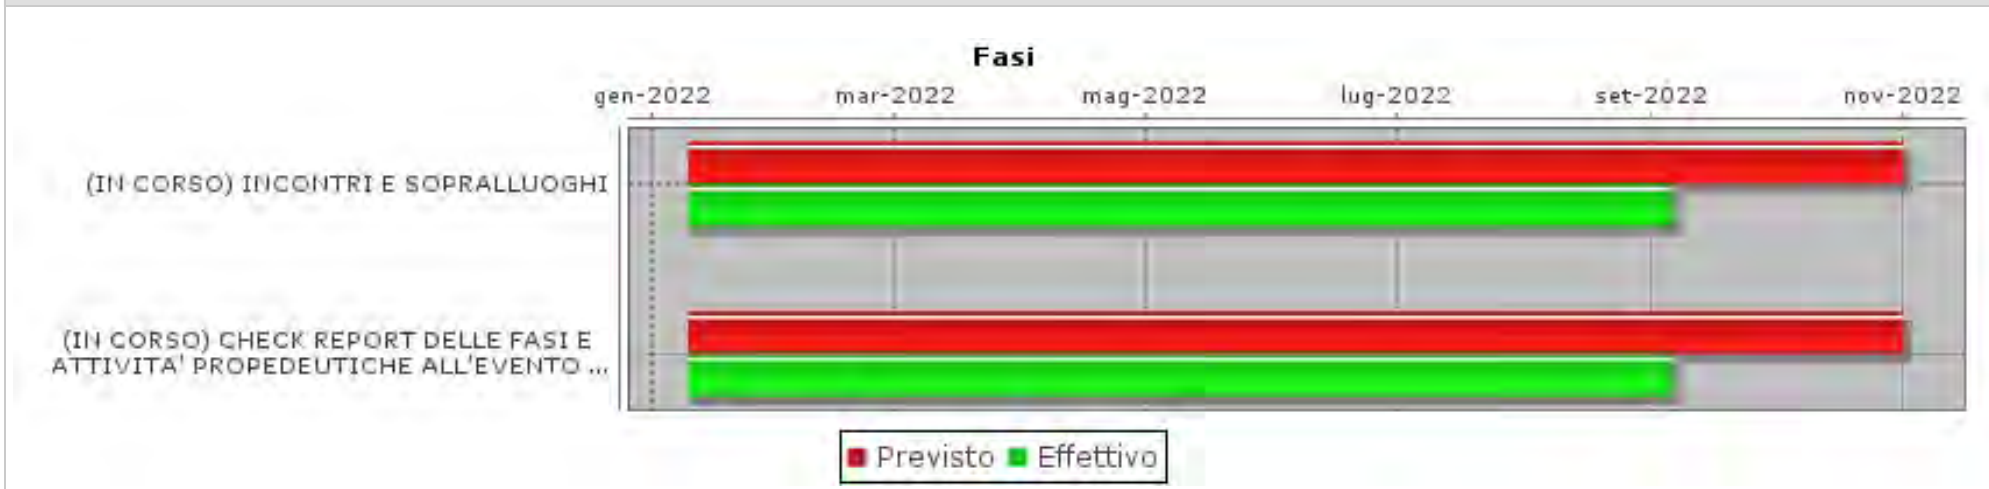 Fasi
gen-2022 mar-2022 mag-2022 lug-2022 set-2022 nov-2022
(IN CORSO) INCONTRI E SOPRALLUOGHI
(IN CORSO) CHECK REPORT DELLE FASI E
ATTIVITA' PROPEDEUTICHE ALL'EVENTO ...
Previsto Effettivo